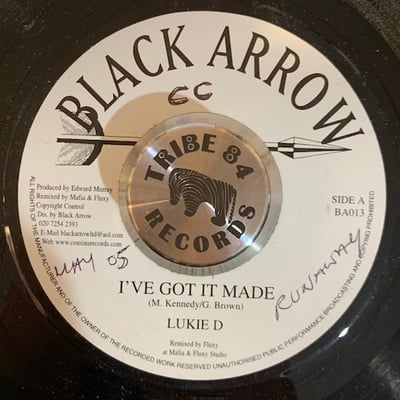 BLACK ARROW
CC
TRIBE 84
RECORDS
Produced by Edward Murray
Remixed by Mafia & Fluxy
Copyright Control
Dis. by Black Arrow
020 7254 2393
E-Mail blackarrowltd@aol.com
Web www.cousinsrecords.com
SIDE A
BA013
MAY 05
RUNAWAY
I'VE GOT IT MADE
(M. Kennedy/G. Brown)
LUKIE D
Remixed by Fluxy
at Mafia & Fluxy Studio
ALL RIGHTS OF THE MANUFACTURER AND OF THE OWNER OF THE RECORDED WORK RESERVED UNAUTHORISED PUBLIC PERFORMANCE BROADCASTING AND COPYING PROHIBITED.